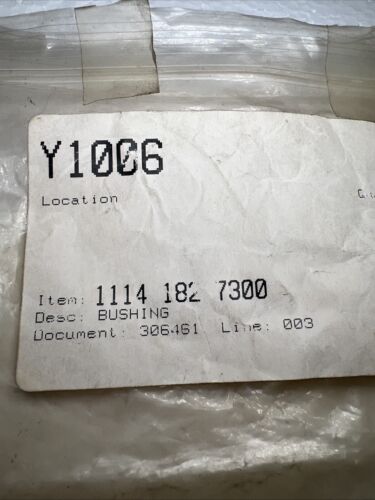 Y1006
Location
Item: 1114 182 7300
Desc: BUSHING
Document: 306461 Line: 003